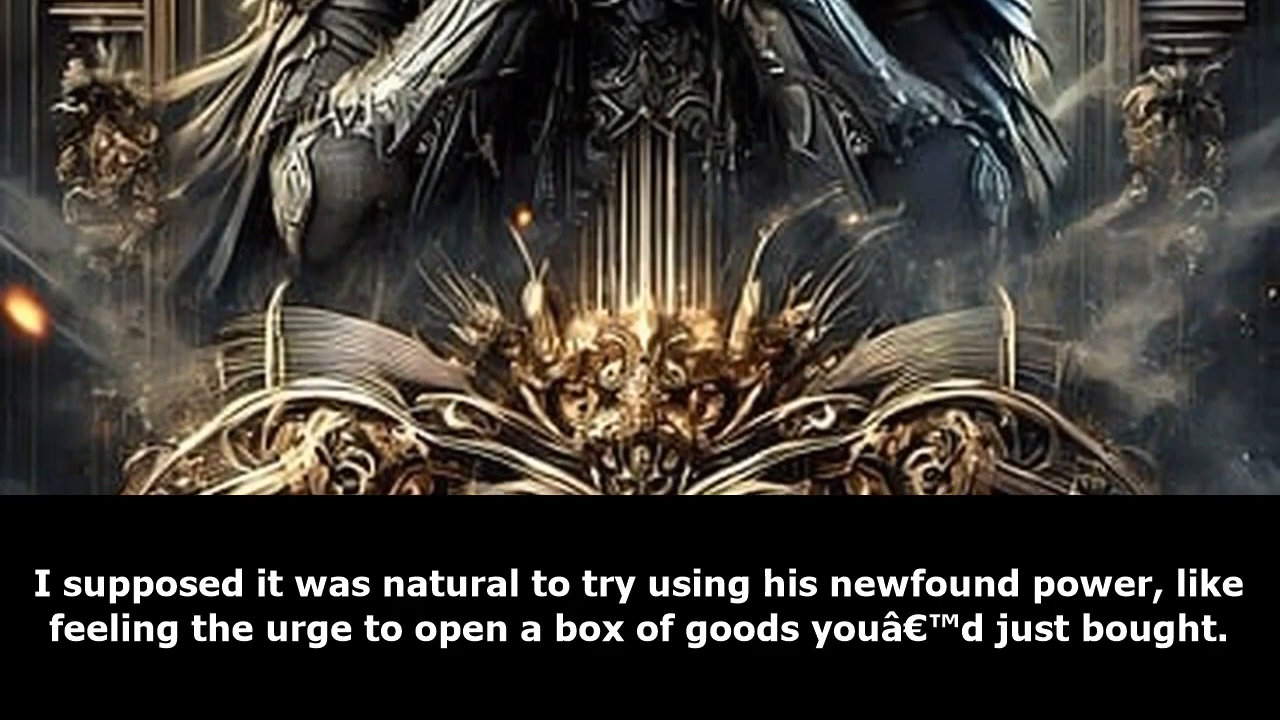 I supposed it was natural to try using his newfound power, like
feeling the urge to open a box of goods youâ€™d just bought.